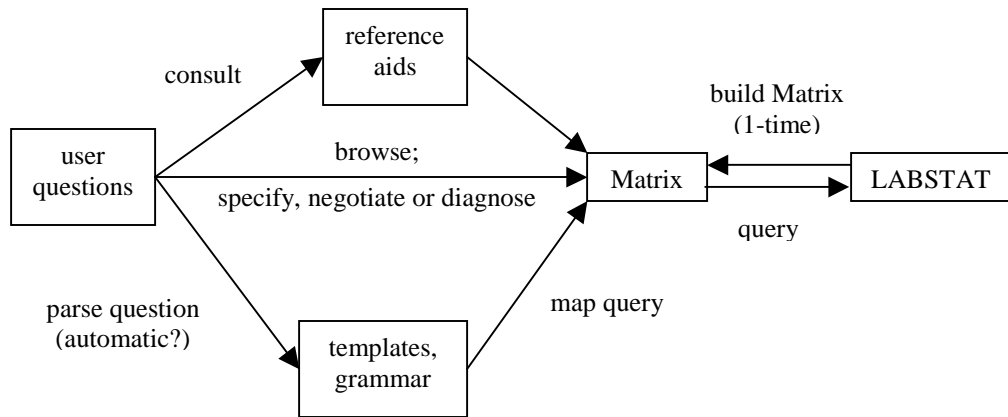 reference
aids
consult
build Matrix
(1-time)
user
questions
browse;
specify, negotiate or diagnose
Matrix
LABSTAT
query
parse question
(automatic?)
map query
templates,
grammar